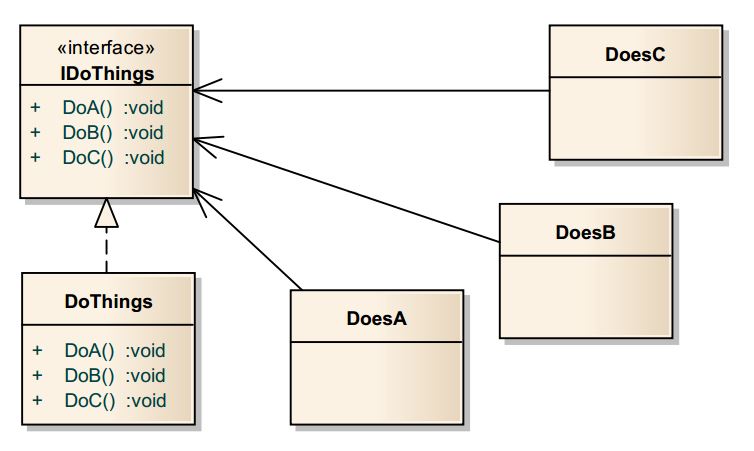 «interface»
IDoThings
+ DoA() :void
+ DoB() :void
+ DoC() :void
DoesC
DoesB
DoThings
+ DoA() :void
+ DoB() :void
+ DoC() :void
DoesA